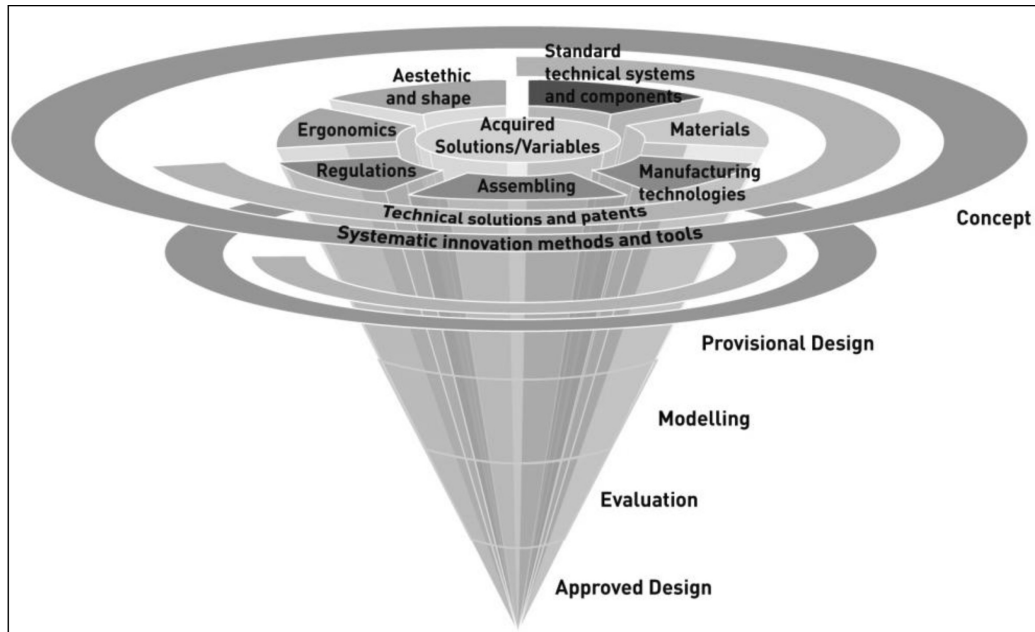 Standard
technical systems
and components
Aestethic
and shape
Ergonomics
Acquired
Solutions/Variables
Materials
Regulations
Assembling
Manufacturing
technologies
Technical solutions and patents
Systematic innovation methods and tools
Concept
Provisional Design
Modelling
Evaluation
Approved Design